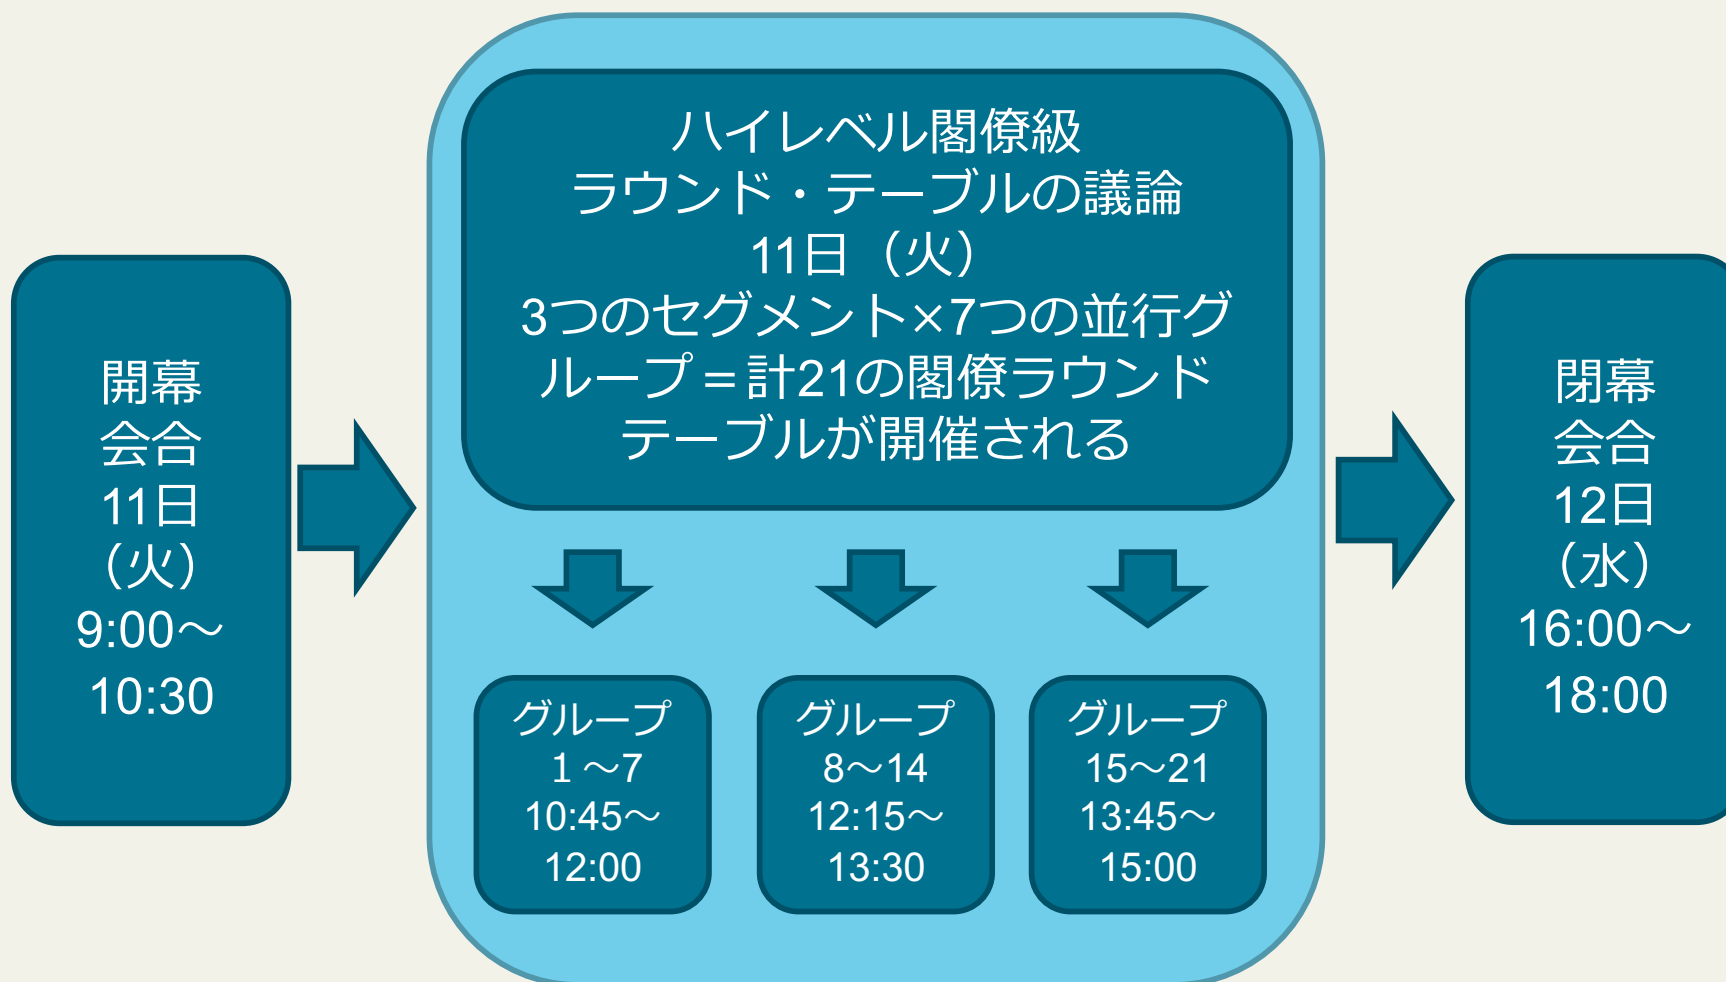 開幕
会合
11日
（火）
9:00～
10:30
ハイレベル閣僚級
ラウンド・テーブルの議論
11日（火）
3つのセグメント×7つの並行グ
ループ＝計21の閣僚ラウンド
テーブルが開催される
グループ
１～7
10:45～
12:00
グループ
8～14
12:15～
13:30
グループ
15～21
13:45～
15:00
閉幕
会合
12日
（水）
16:00～
18:00